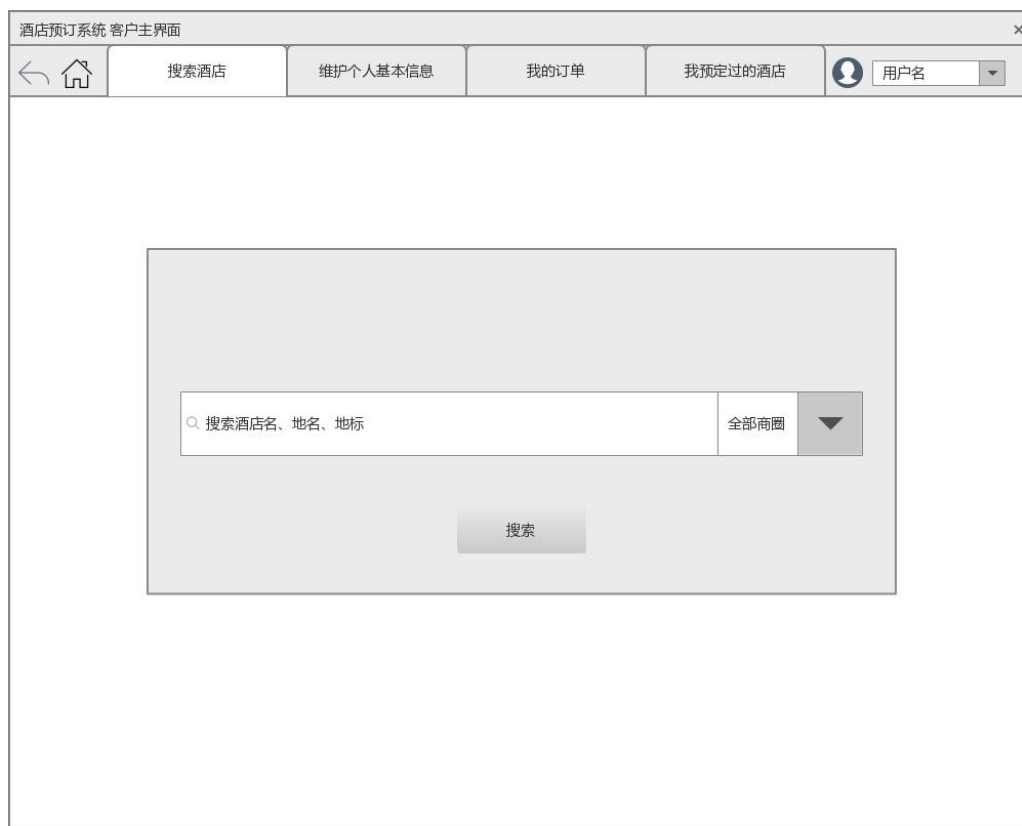 酒店预订系统 客户主界面
搜索酒店
维护个人基本信息
我的订单
我预定过的酒店
用户名
搜索酒店名、地名、地标
全部商圈
搜索